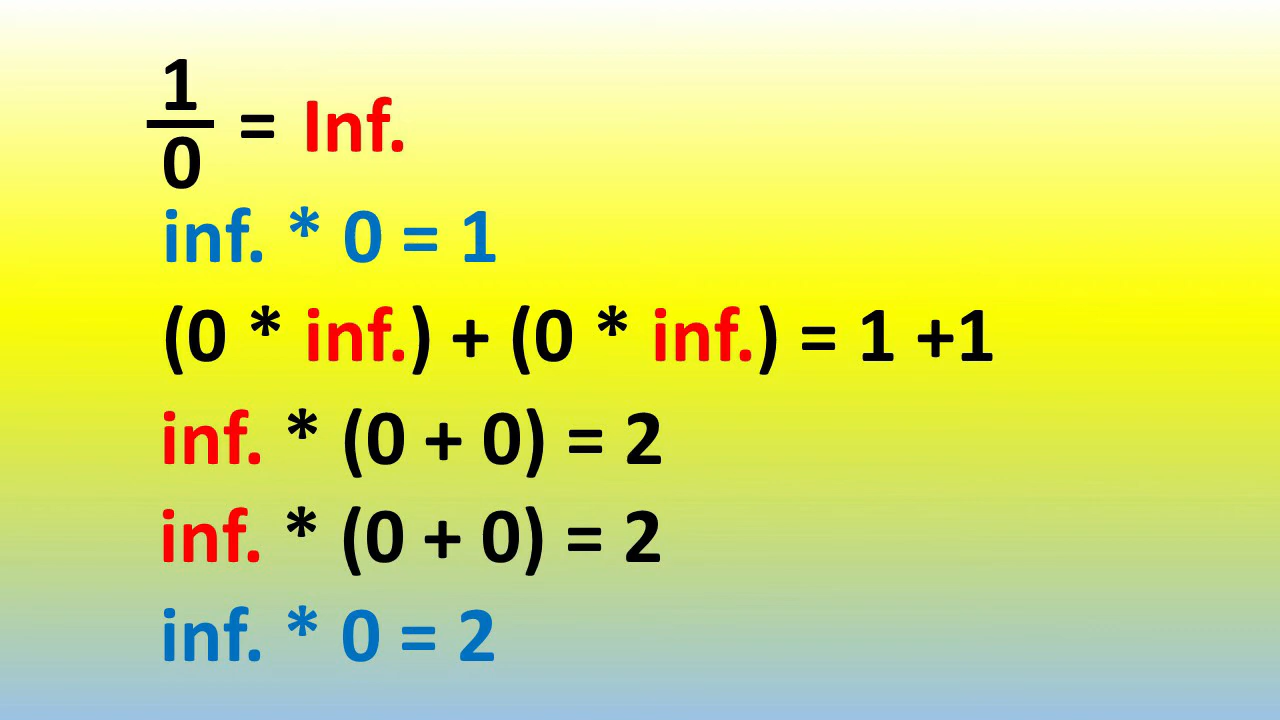 1/0 = Inf.
inf. * 0 = 1
(0 * inf.) + (0 * inf.) = 1 +1
inf. * (0 + 0) = 2
inf. * (0 + 0) = 2
inf. * 0 = 2